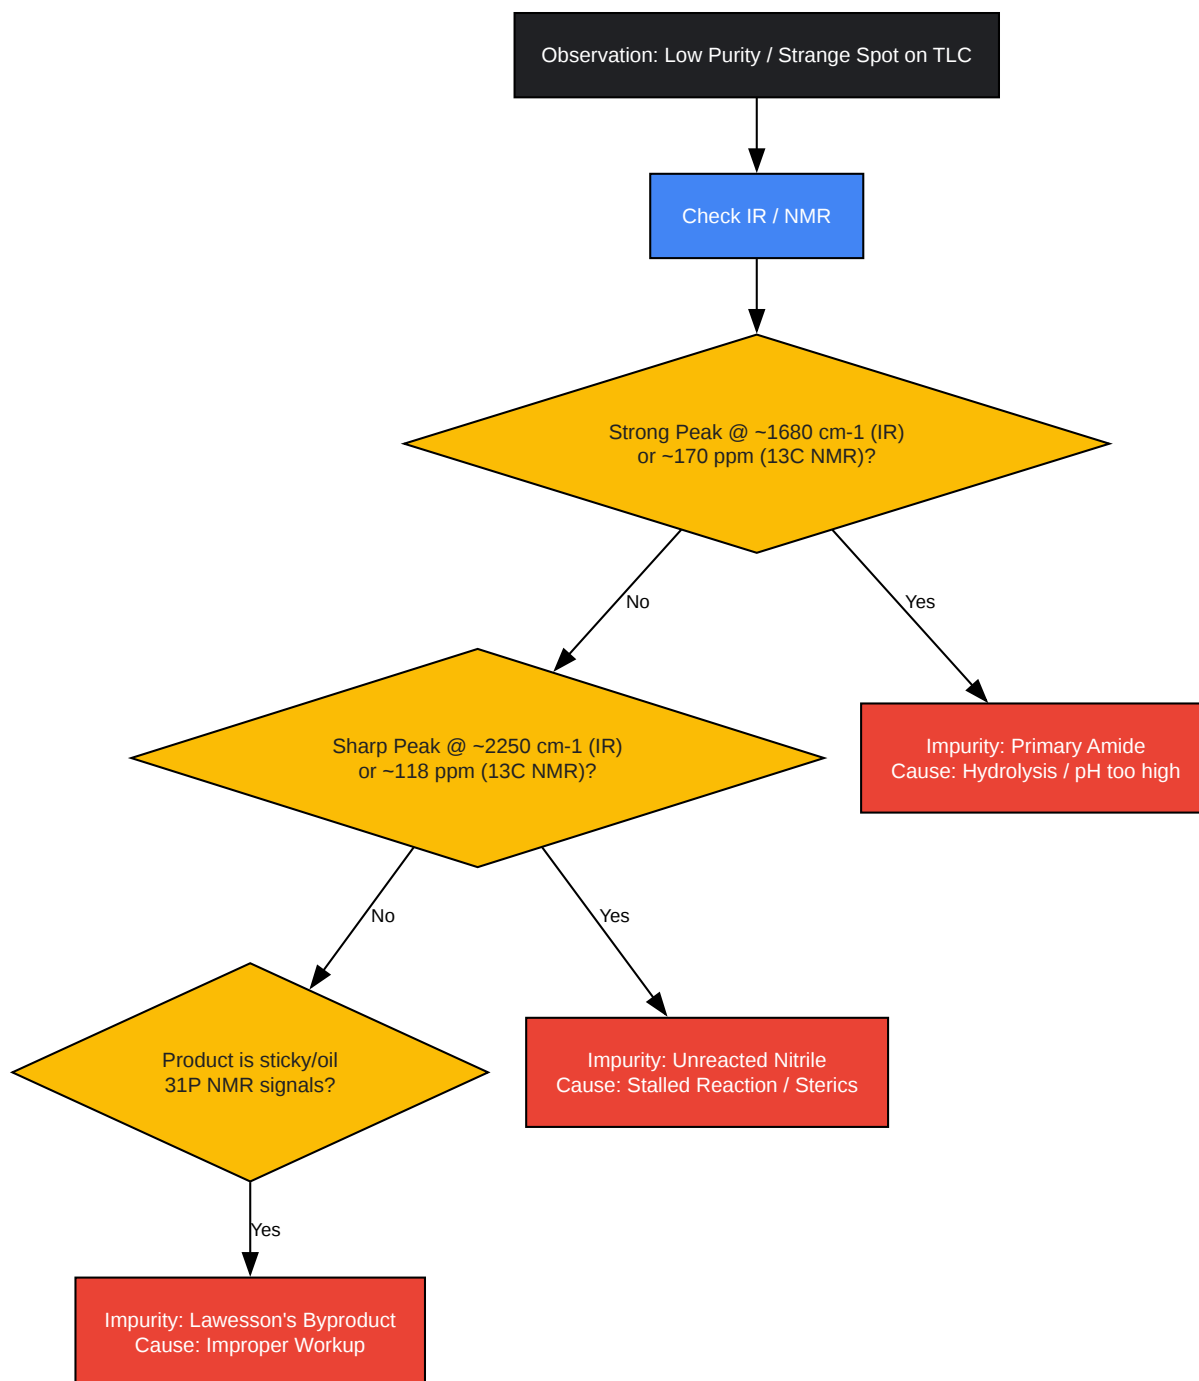 Observation: Low Purity / Strange Spot on TLC
Check IR / NMR
Strong Peak @ ~1680 cm-1 (IR)
or ~170 ppm (13C NMR)?
No
Yes
Sharp Peak @ ~2250 cm-1 (IR)
or ~118 ppm (13C NMR)?
Impurity: Primary Amide
Cause: Hydrolysis / pH too high
No
Yes
Product is sticky/oil
31P NMR signals?
Impurity: Unreacted Nitrile
Cause: Stalled Reaction / Sterics
Yes
Impurity: Lawesson's Byproduct
Cause: Improper Workup